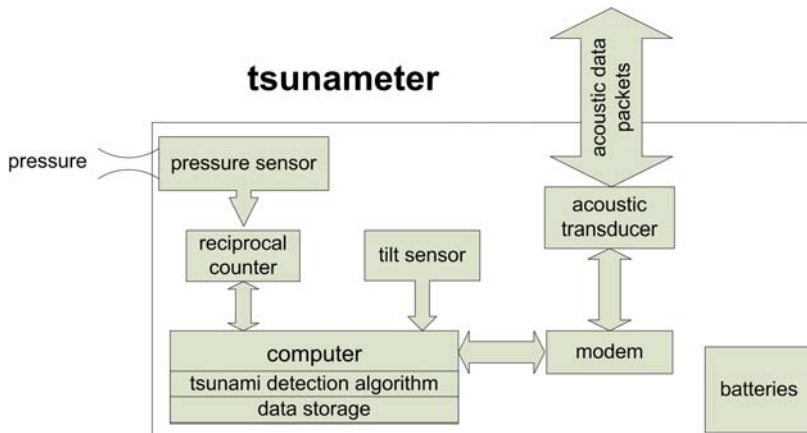 tsunameter
acoustic data
packets
pressure
pressure sensor
acoustic
transducer
reciprocal
counter
tilt sensor
computer
modem
tsunami detection algorithm
batteries
data storage